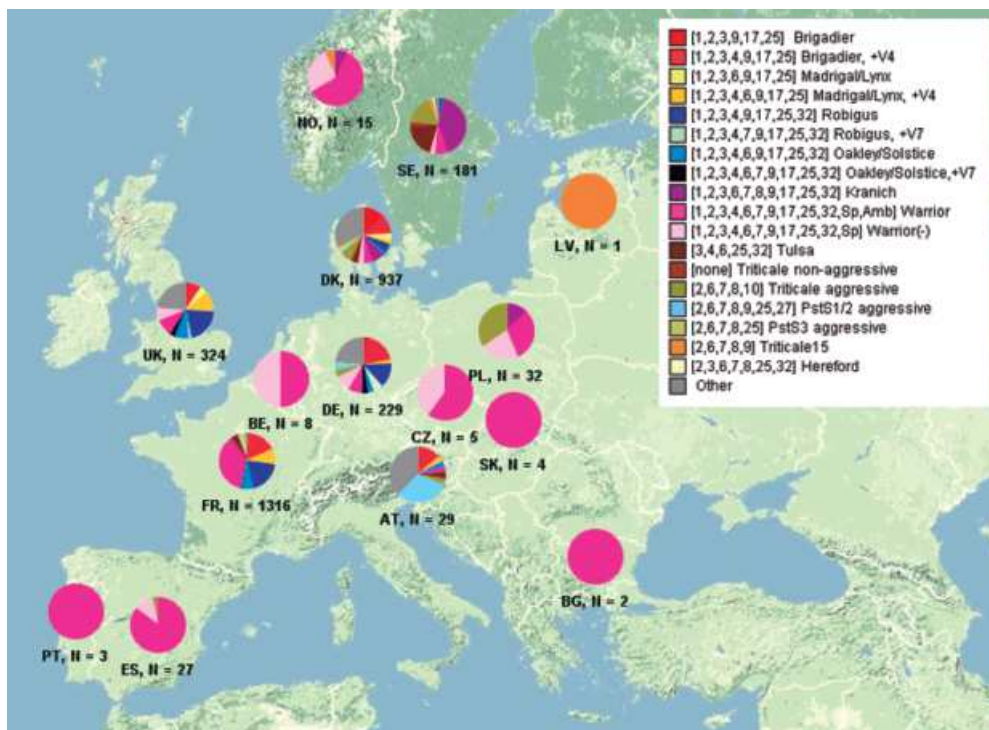 [1,2,3,9,17,25] Brigadier
[1,2,3,4,9,17,25] Brigadier, +V4
[1,2,3,6,9,17,25] Madrigal/Lynx
[1,2,3,4,6,9,17,25] Madrigal/Lynx, +V4
[1,2,3,4,9,17,25,32] Robigus
[1,2,3,4,7,9,17,25,32] Robigus, +V7
[1,2,3,4,6,9,17,25,32] Oakley/Solstice
[1,2,3,4,6,7,9,17,25,32] Oakley/Solstice,+V7
[1,2,3,6,7,8,9,17,25,32] Kranich
[1,2,3,4,6,7,9,17,25,32,Sp,Amb] Warrior
[1,2,3,4,6,7,9,17,25,32,Sp] Warrior(-)
[3,4,6,25,32] Tulsa
[none] Triticale non-aggressive
[2,6,7,8,10] Triticale aggressive
[2,6,7,8,9,25,27] PstS1/2 aggressive
[2,6,7,8,25] PstS3 aggressive
[2,6,7,8,9] Triticale15
[2,3,6,7,8,25,32] Hereford
Other
NO, N = 15
SE, N = 181
LV, N = 1
DK, N = 937
UK, N = 324
PL, N = 32
BE, N = 8
DE, N = 229
CZ, N = 5
SK, N = 4
FR, N = 1316
AT, N = 29
BG, N = 2
PT, N = 3
ES, N = 27